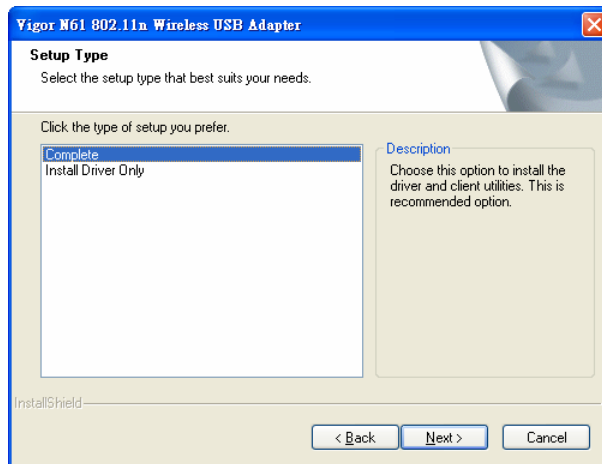 Vigor N61 802.11n Wireless USB Adapter
Setup Type
Select the setup type that best suits your needs.
Click the type of setup you prefer.
Complete
Install Driver Only
Description
Choose this option to install the
driver and client utilities. This is
recommended option.
InstallShield
< Back
Next >
Cancel